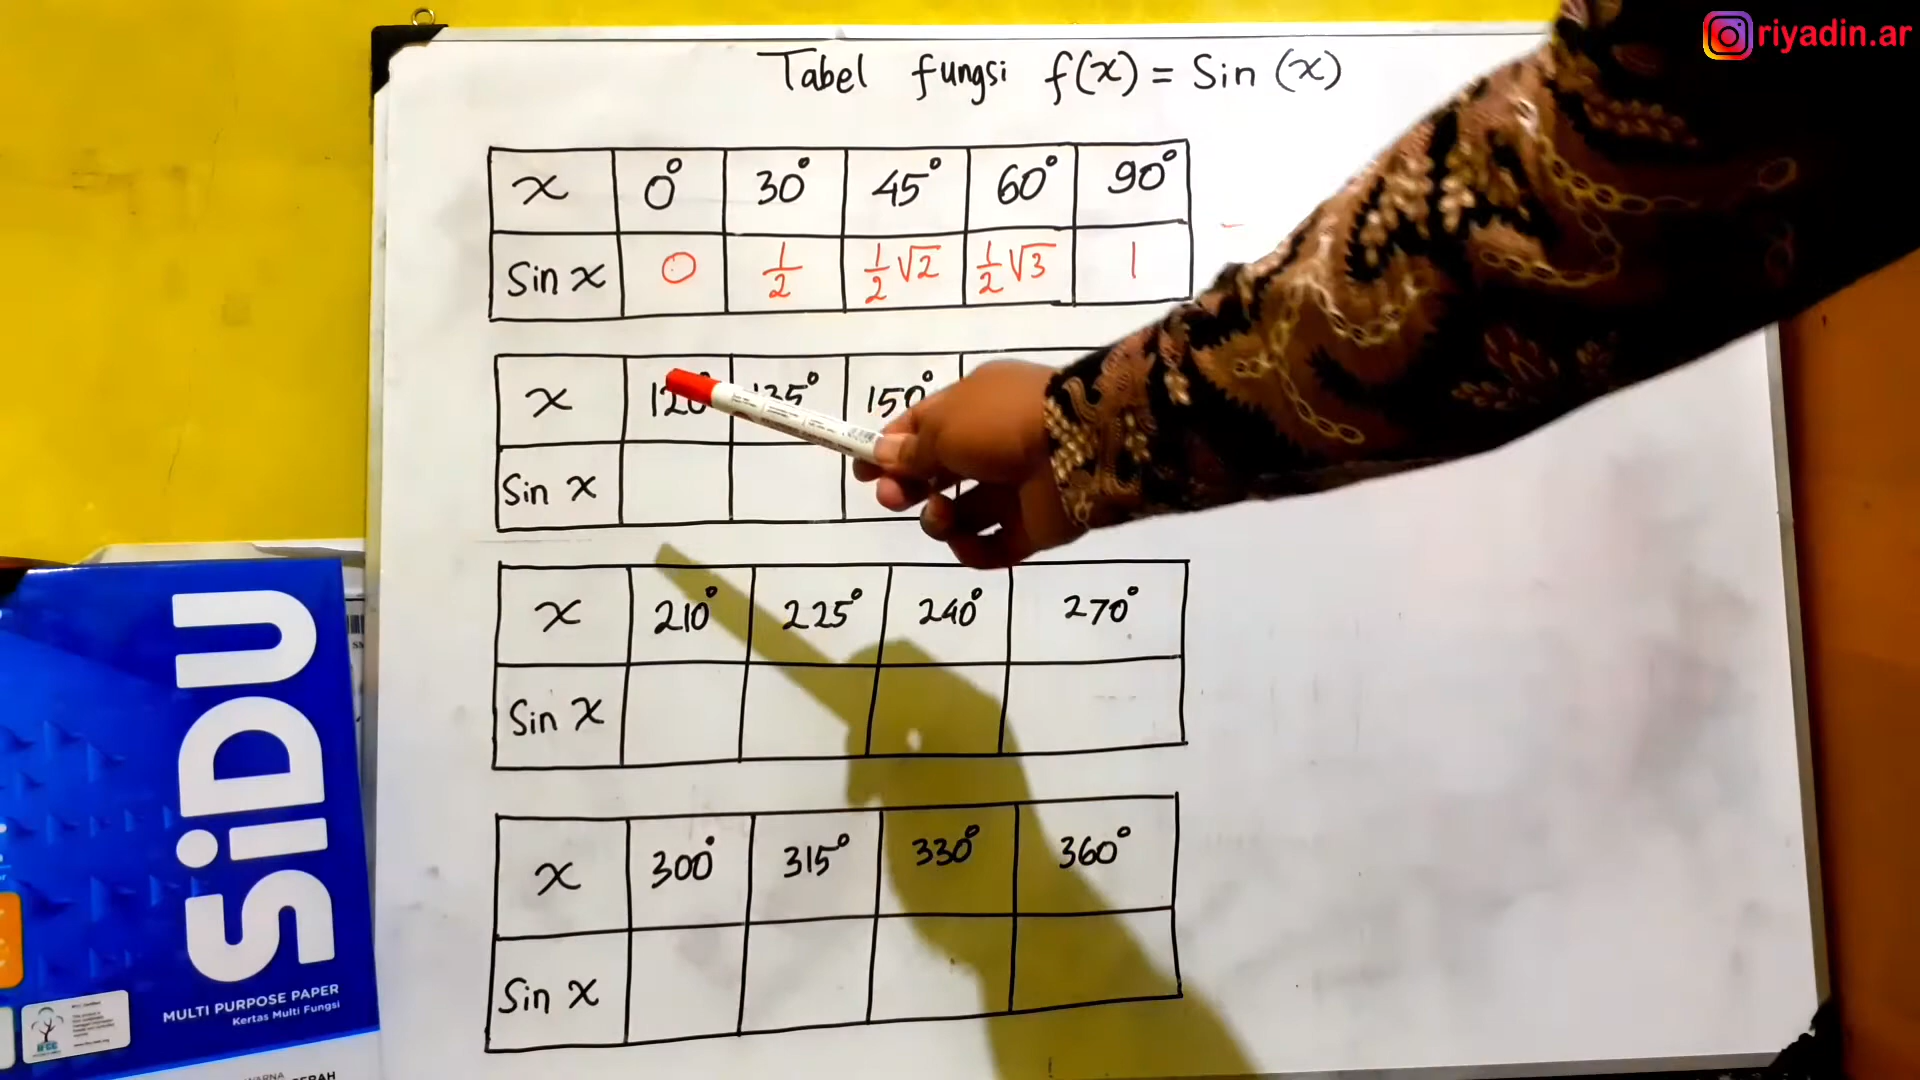 riyadin.ar
Tabel fungsi f(x) = Sin (x)
x 0° 30° 45° 60° 90°
Sin x 0 1/2 1/2 √2 1/2 √3 1
x 120° 135° 150°
Sin x
x 210° 225° 240° 270°
Sin x
x 300° 315° 330° 360°
Sin x
SiDU
MULTI PURPOSE PAPER
Kertas Multi Fungsi